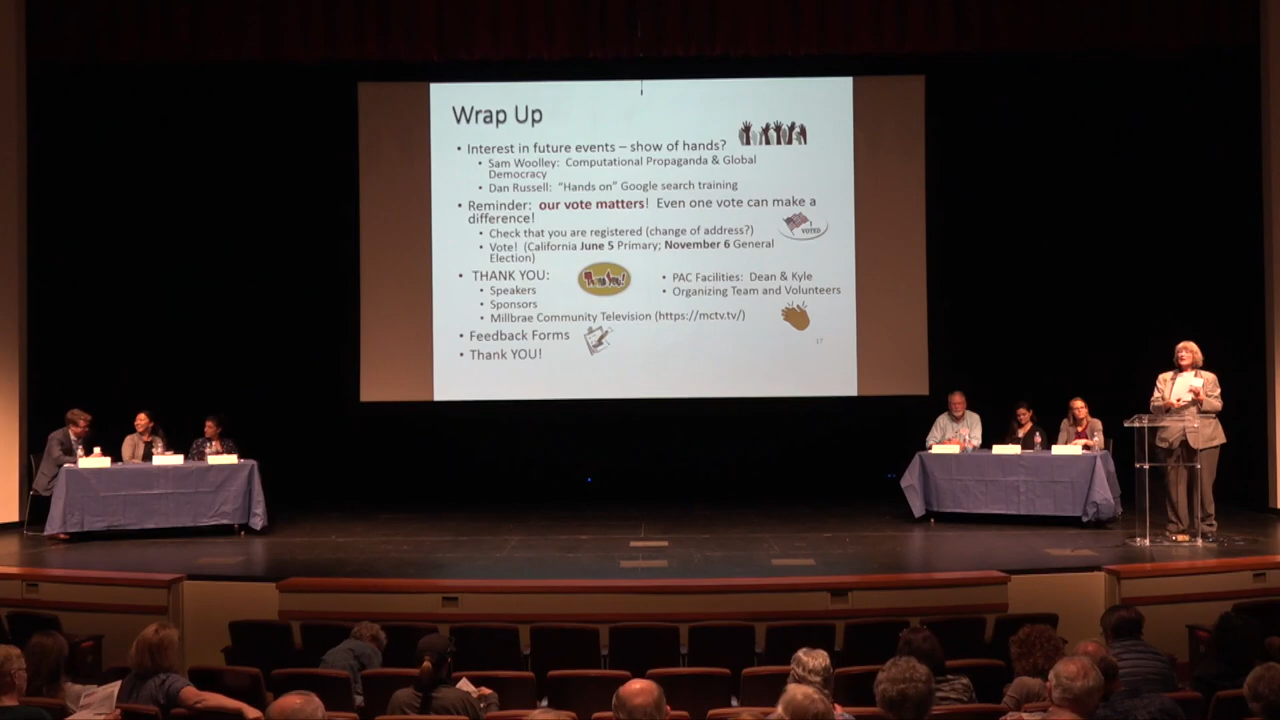 Wrap Up
• Interest in future events – show of hands?
• Sam Woolley: Computational Propaganda & Global
Democracy
• Dan Russell: "Hands on" Google search training
• Reminder: our vote matters! Even one vote can make a
difference!
• Check that you are registered (change of address?)
• Vote! (California June 5 Primary; November 6 General
Election)
I
VOTED
• THANK YOU:
• Speakers
• Sponsors
• Millbrae Community Television (https://mctv.tv/)
Thank You!
• PAC Facilities: Dean & Kyle
• Organizing Team and Volunteers
• Feedback Forms
• Thank YOU!
17